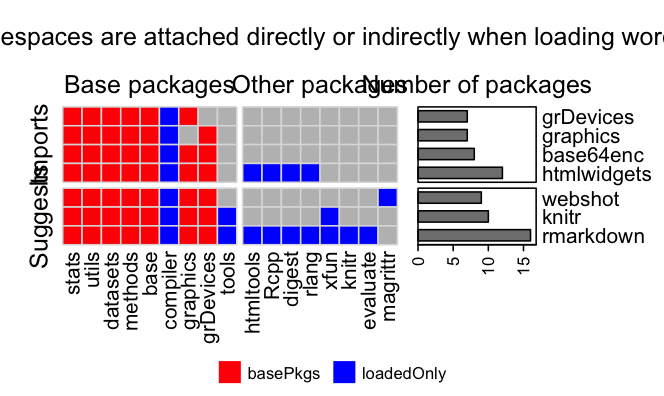 espaces are attached directly or indirectly when loading wor
Base packages Other packages Number of packages
Imports
Suggests
grDevices
graphics
base64enc
htmlwidgets
webshot
knitr
rmarkdown
0 5 10 15
stats utils datasets methods base compiler graphics grDevices tools htmltools Rcpp digest rlang xfun knitr evaluate magrittr
basePkgs loadedOnly